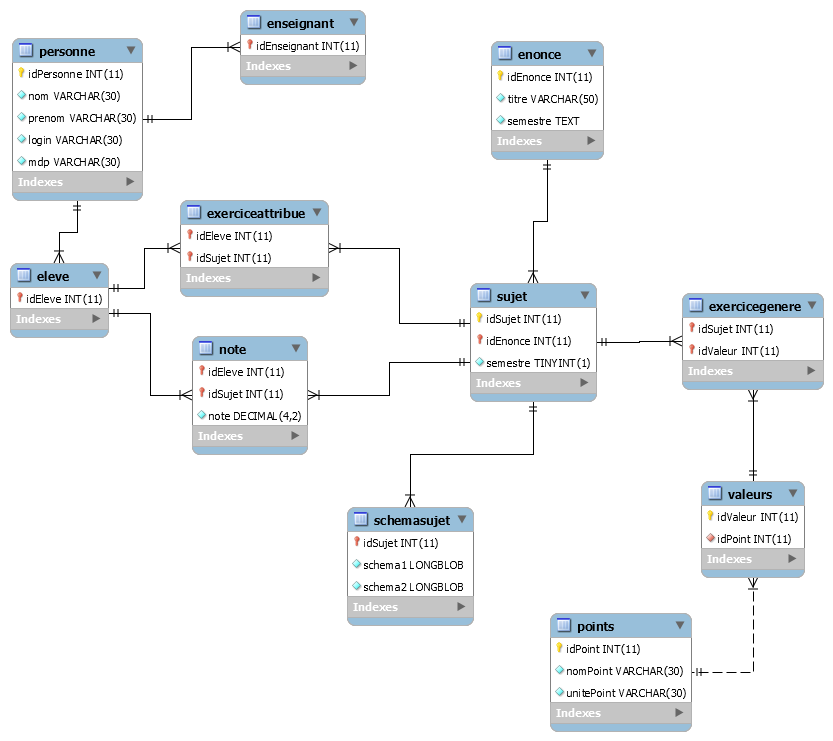 enseignant
idEnseignant INT(11)
Indexes
personne
idPersonne INT(11)
nom VARCHAR(30)
prenom VARCHAR(30)
login VARCHAR(30)
mdp VARCHAR(30)
Indexes
enonce
idEnonce INT(11)
titre VARCHAR(50)
semestre TEXT
Indexes
exerciceattribue
idEleve INT(11)
idSujet INT(11)
Indexes
eleve
idEleve INT(11)
Indexes
sujet
idSujet INT(11)
idEnonce INT(11)
semestre TINYINT(1)
Indexes
exercicegenere
idSujet INT(11)
idValeur INT(11)
Indexes
note
idEleve INT(11)
idSujet INT(11)
note DECIMAL(4,2)
Indexes
schemasujet
idSujet INT(11)
schema1 LONGBLOB
schema2 LONGBLOB
Indexes
valeurs
idValeur INT(11)
idPoint INT(11)
Indexes
points
idPoint INT(11)
nomPoint VARCHAR(30)
unitePoint VARCHAR(30)
Indexes